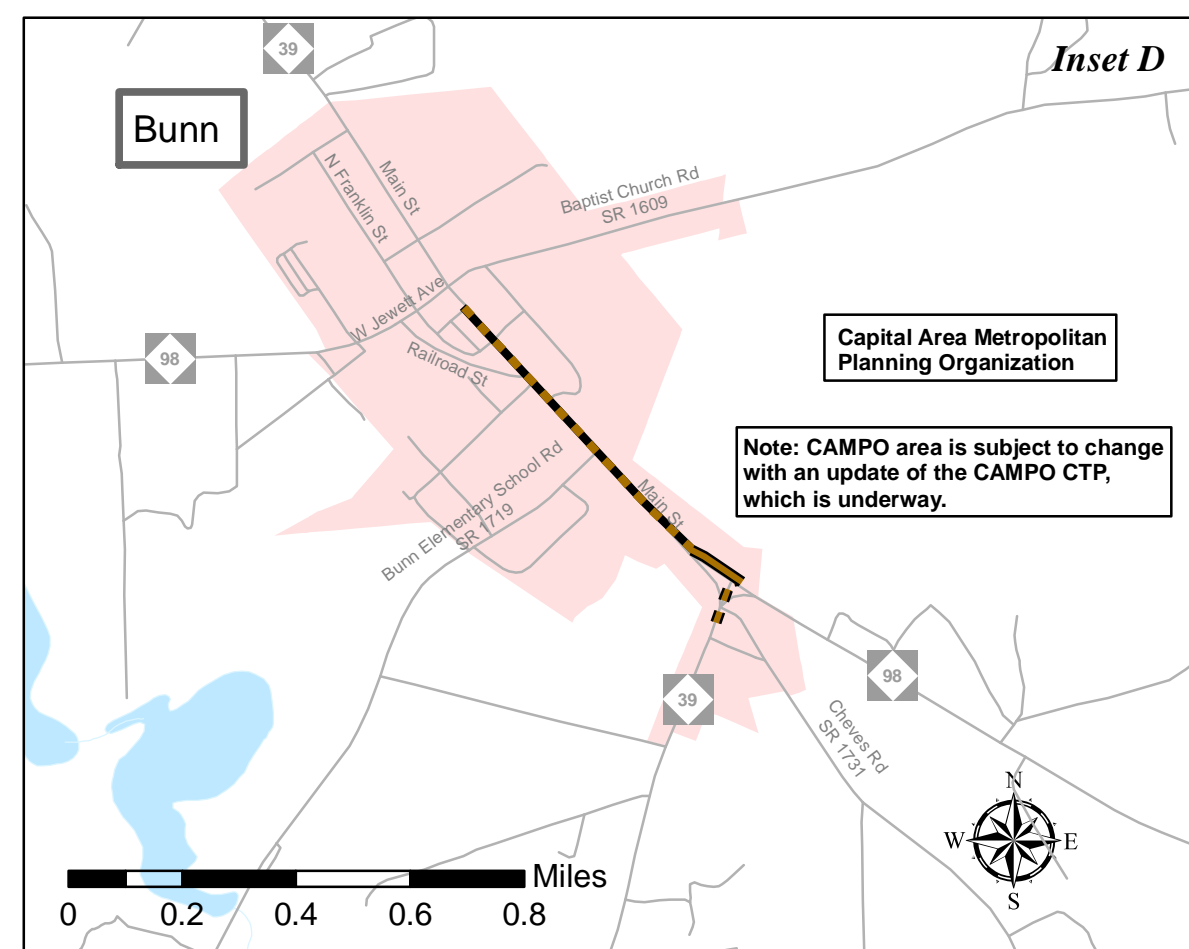 39
Inset D
Bunn
N Franklin St
Main St
Baptist Church Rd
SR 1609
W Jewett Ave
98
Railroad St
Capital Area Metropolitan
Planning Organization
Note: CAMPO area is subject to change
with an update of the CAMPO CTP,
which is underway.
Main St
Bunn Elementary School Rd
SR 1719
98
39
Cheves Rd
SR 1731
N
W
E
S
Miles
0 0.2 0.4 0.6 0.8